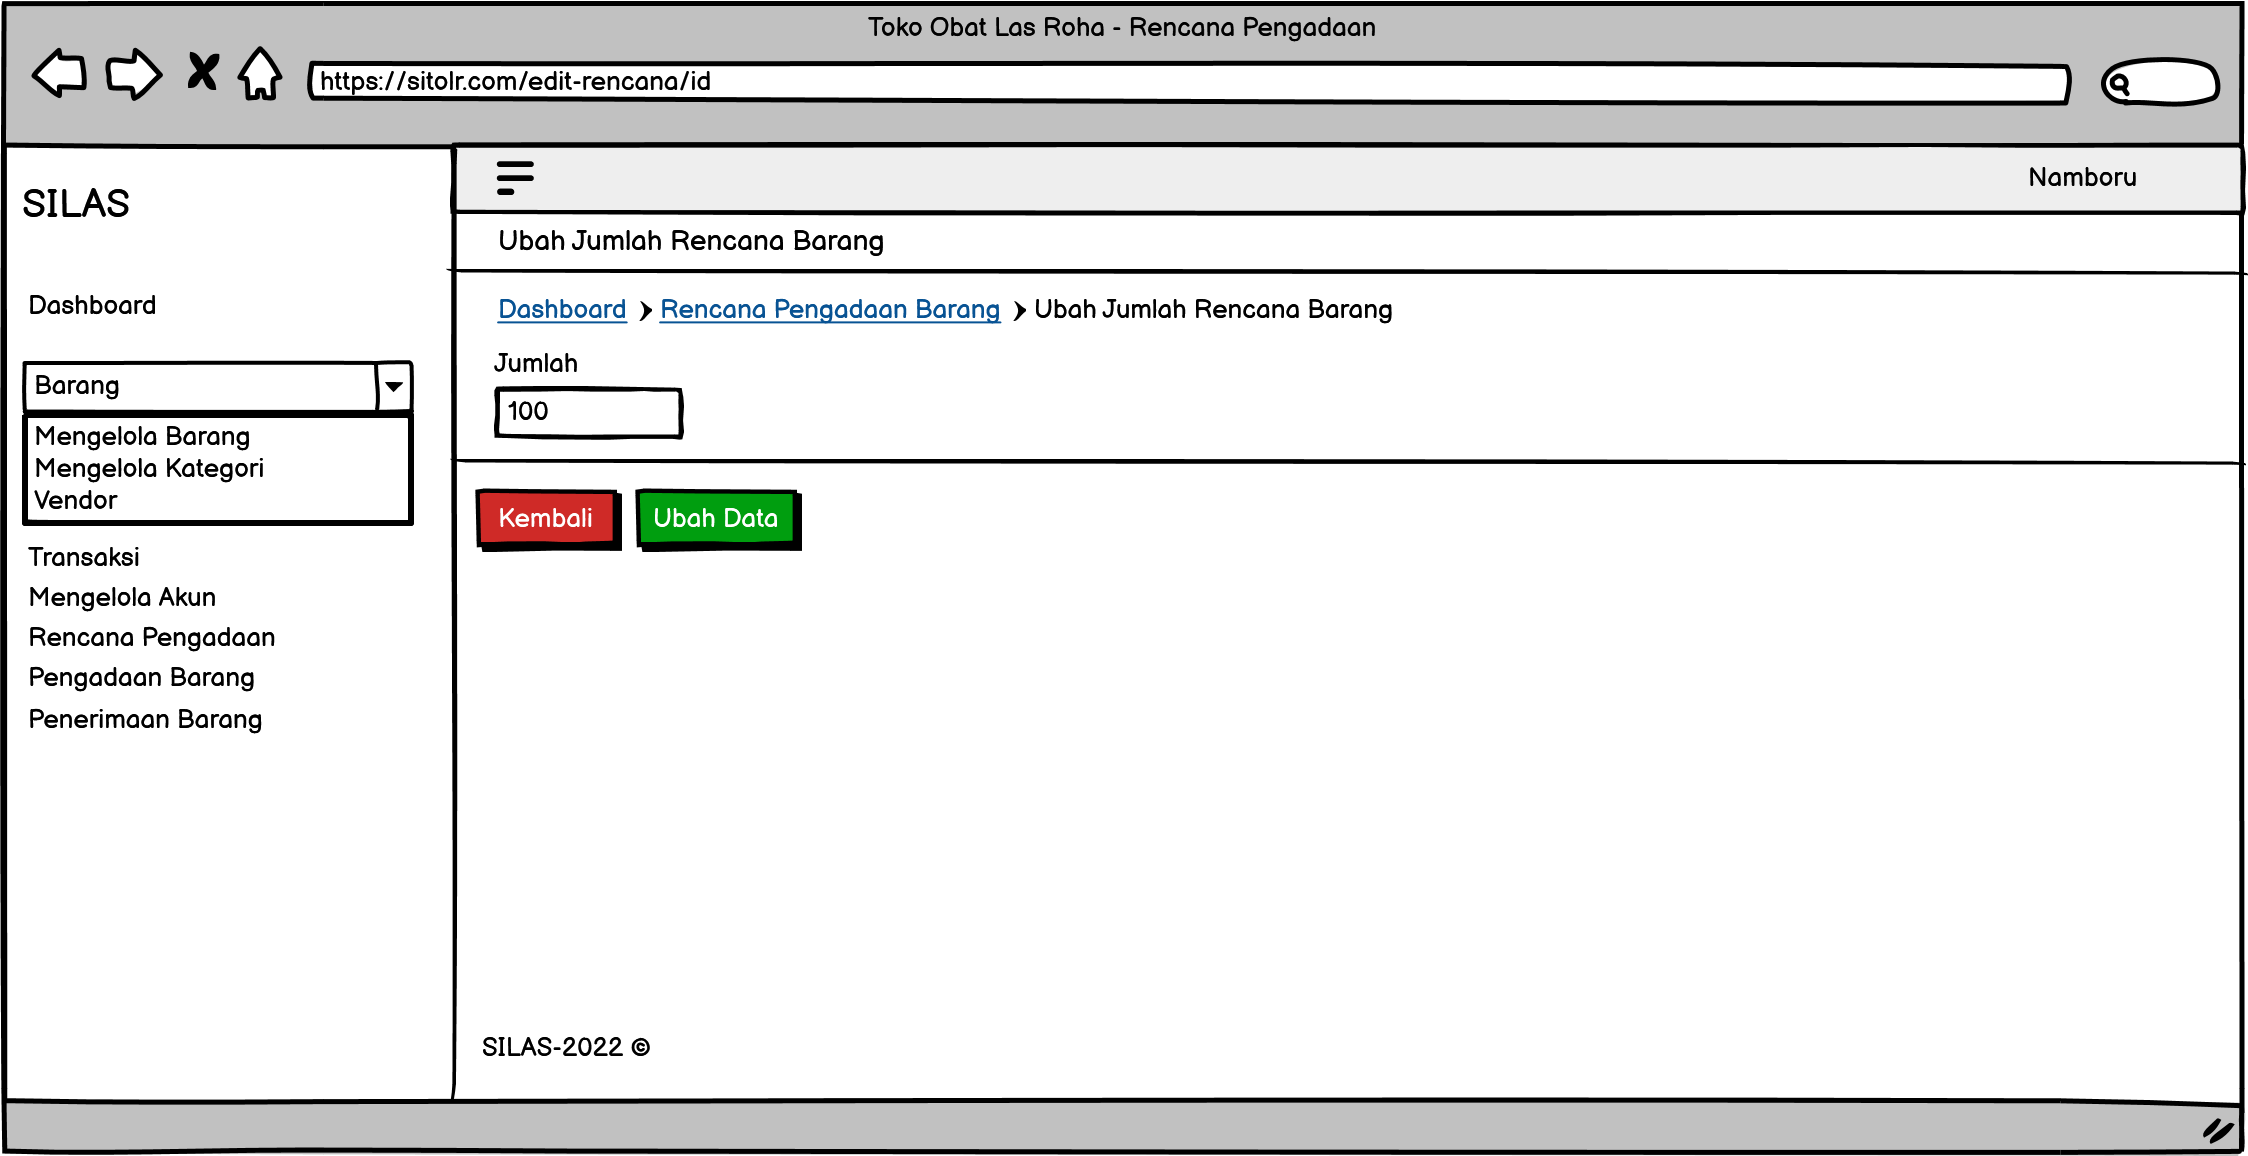 Toko Obat Las Roha - Rencana Pengadaan
https://sitolr.com/edit-rencana/id
SILAS
Namboru
Ubah Jumlah Rencana Barang
Dashboard
Dashboard Rencana Pengadaan Barang Ubah Jumlah Rencana Barang
Jumlah
Barang
100
Mengelola Barang
Mengelola Kategori
Vendor
Kembali Ubah Data
Transaksi
Mengelola Akun
Rencana Pengadaan
Pengadaan Barang
Penerimaan Barang
SILAS-2022 ©